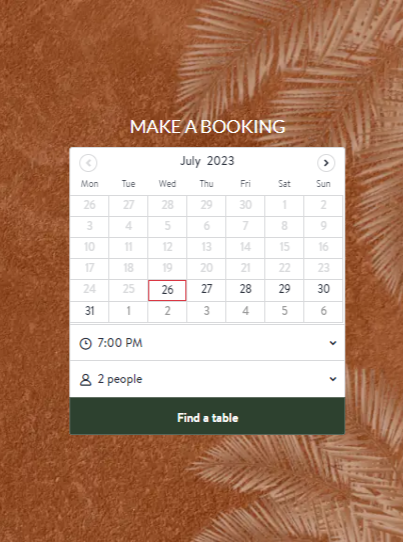 MAKE A BOOKING
July 2023
Mon Tue Wed Thu Fri Sat Sun
26 27 28 29 30 1 2
3 4 5 6 7 8 9
10 11 12 13 14 15 16
17 18 19 20 21 22 23
24 25 26 27 28 29 30
31 1 2 3 4 5 6
7:00 PM
2 people
Find a table